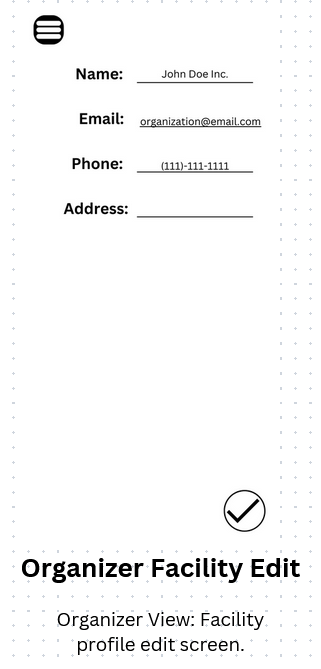 Name: John Doe Inc.
Email: organization@email.com
Phone: (111)-111-1111
Address:
Organizer Facility Edit
Organizer View: Facility
profile edit screen.